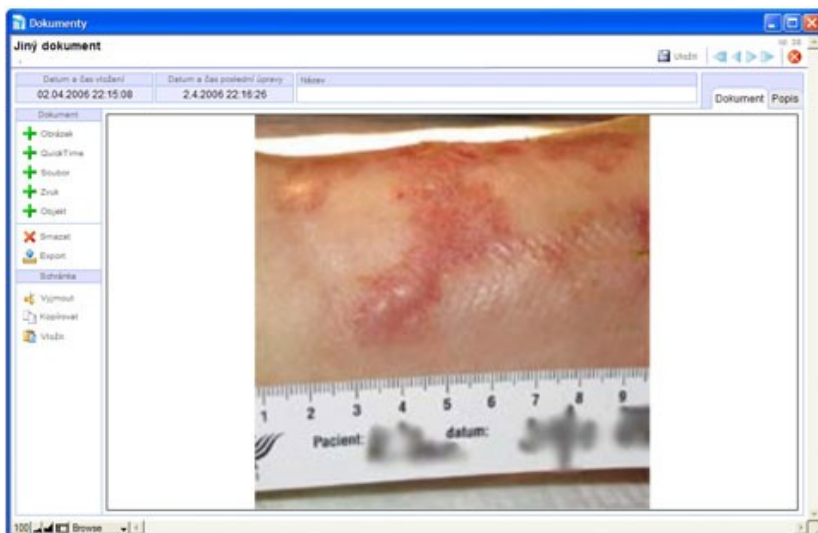 Dokumenty
Jiný dokument
Uložit
Datum a čas vložení
Datum a čas poslední úpravy
Název
02.04.2006 22:15:08
2.4.2006 22:16:26
Dokument
Popis
Dokument
Obrázek
QuickTime
Soubor
Zvuk
Objekt
Smazat
Export
Schránka
Vyjmout
Kopírovat
Vložit
1 2 3 4 5 6 7 8 9
Pacient:
datum:
100
Browse